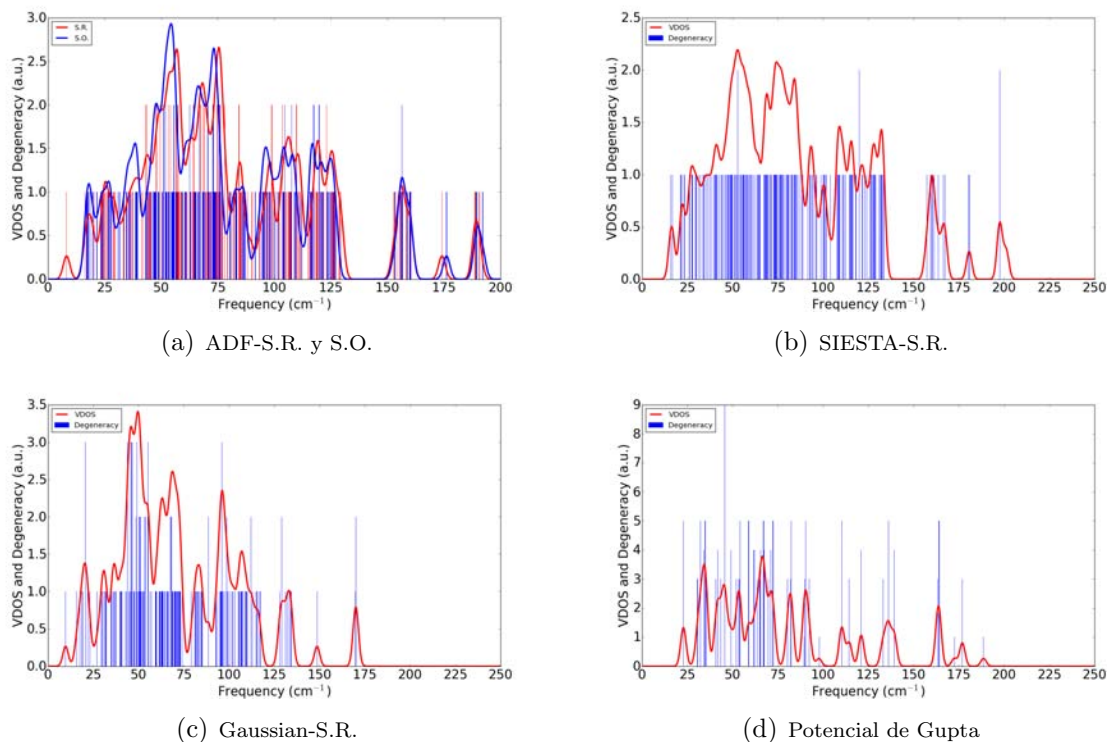 3.0
2.5
2.0
1.5
1.0
0.5
0.0
VDOS and Degeneracy (a.u.)
S.R.
S.O.
0 25 50 75 100 125 150 175 200
Frequency (cm⁻¹)
(a) ADF-S.R. y S.O.
2.5
2.0
1.5
1.0
0.5
0.0
VDOS and Degeneracy (a.u.)
VDOS
Degeneracy
0 25 50 75 100 125 150 175 200 225 250
Frequency (cm⁻¹)
(b) SIESTA-S.R.
3.5
3.0
2.5
2.0
1.5
1.0
0.5
0.0
VDOS and Degeneracy (a.u.)
VDOS
Degeneracy
0 25 50 75 100 125 150 175 200 225 250
Frequency (cm⁻¹)
(c) Gaussian-S.R.
9
8
7
6
5
4
3
2
1
0
VDOS and Degeneracy (a.u.)
VDOS
Degeneracy
0 25 50 75 100 125 150 175 200 225 250
Frequency (cm⁻¹)
(d) Potencial de Gupta